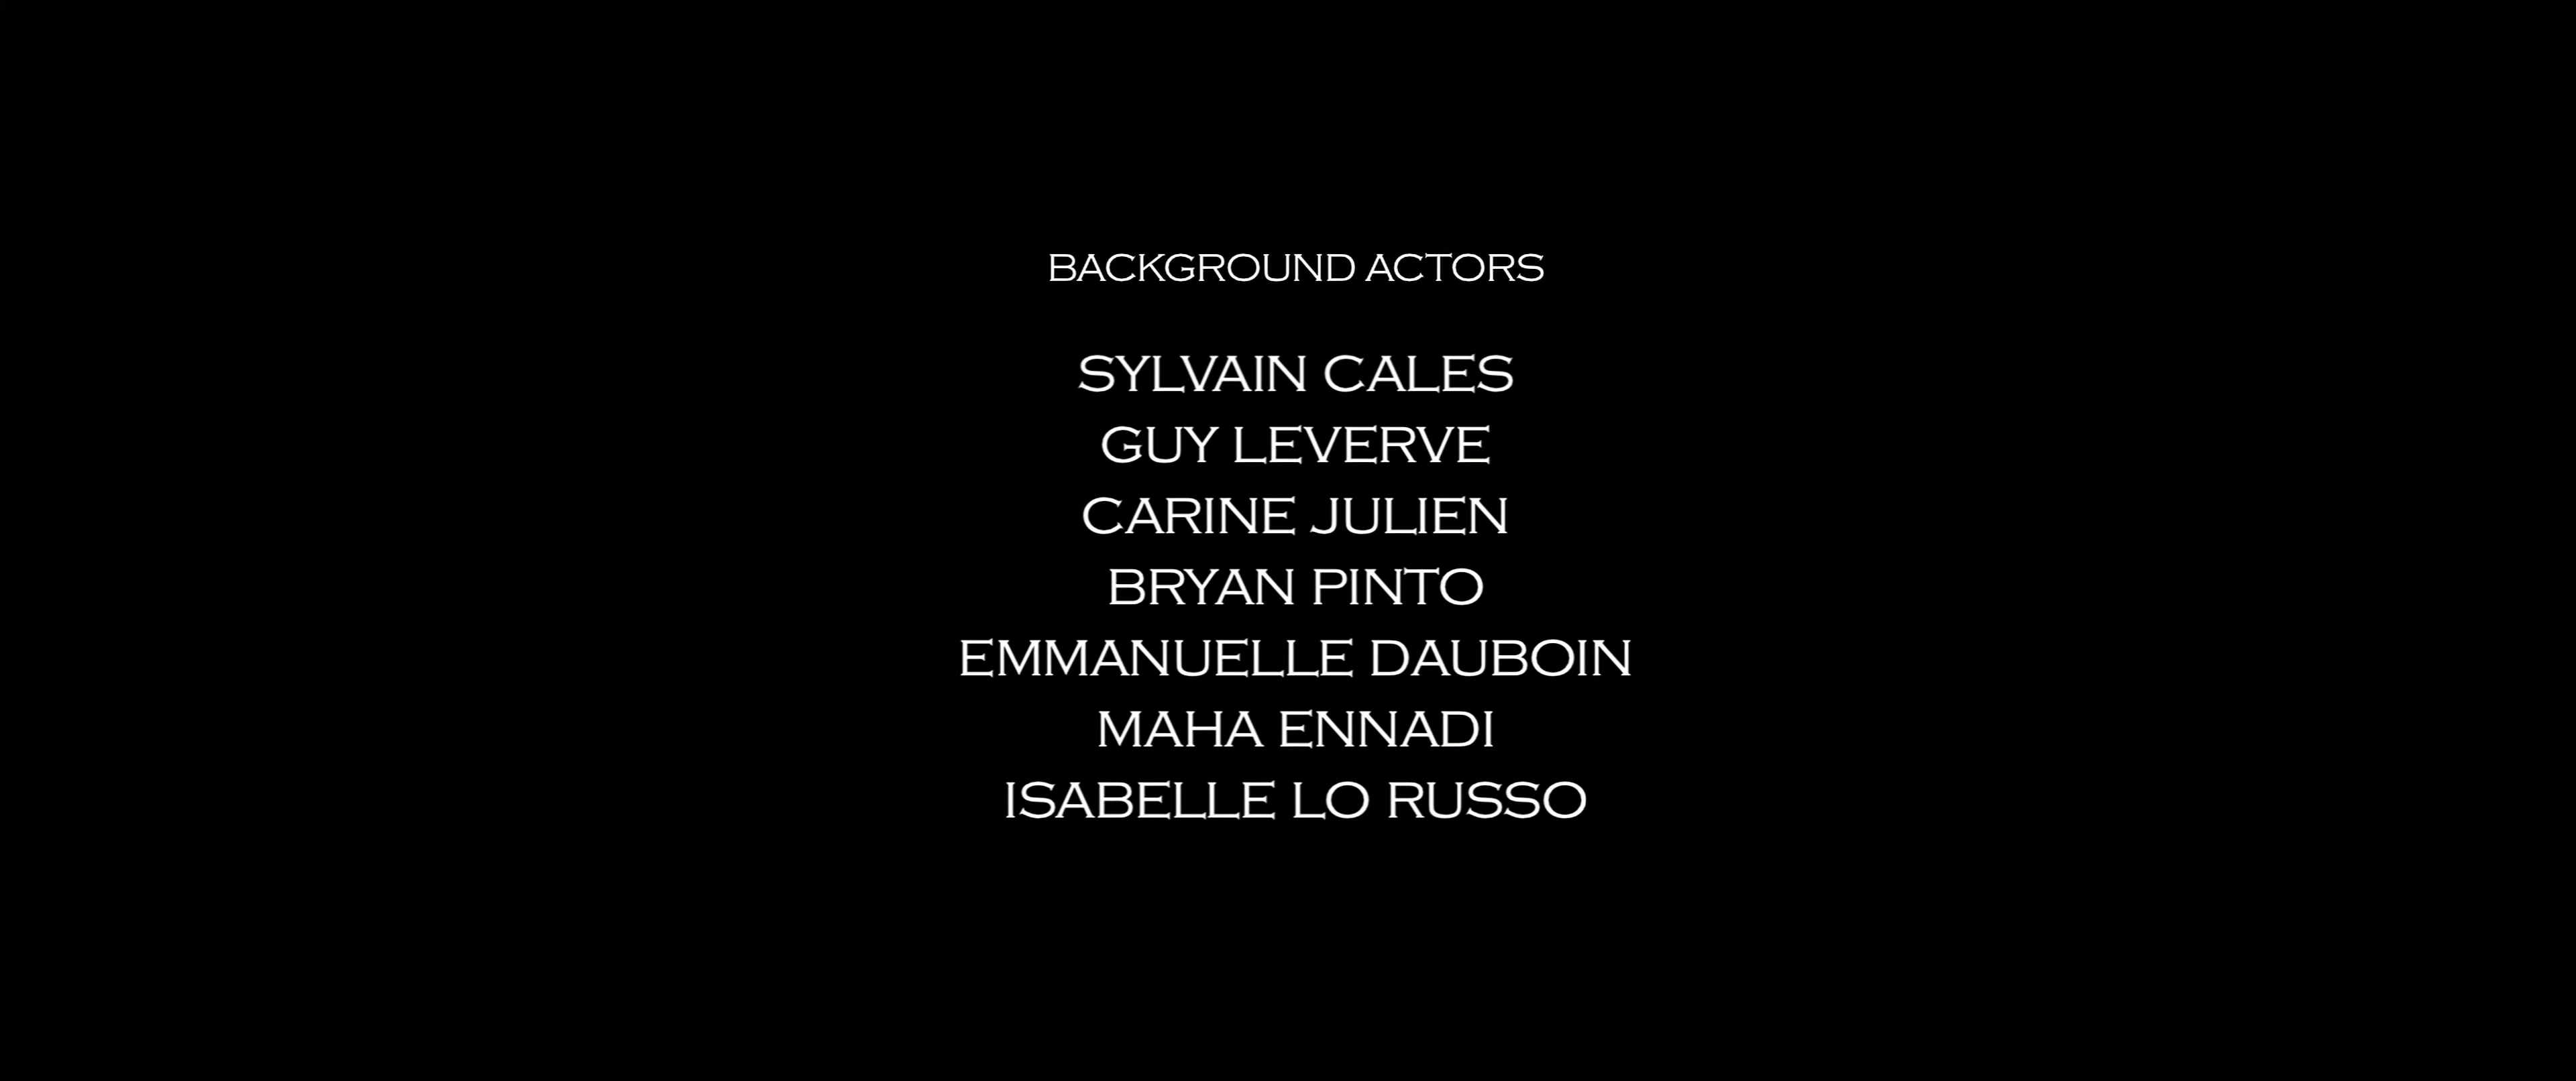 BACKGROUND ACTORS
SYLVAIN CALES
GUY LEVERVE
CARINE JULIEN
BRYAN PINTO
EMMANUELLE DAUBOIN
MAHA ENNADI
ISABELLE LO RUSSO